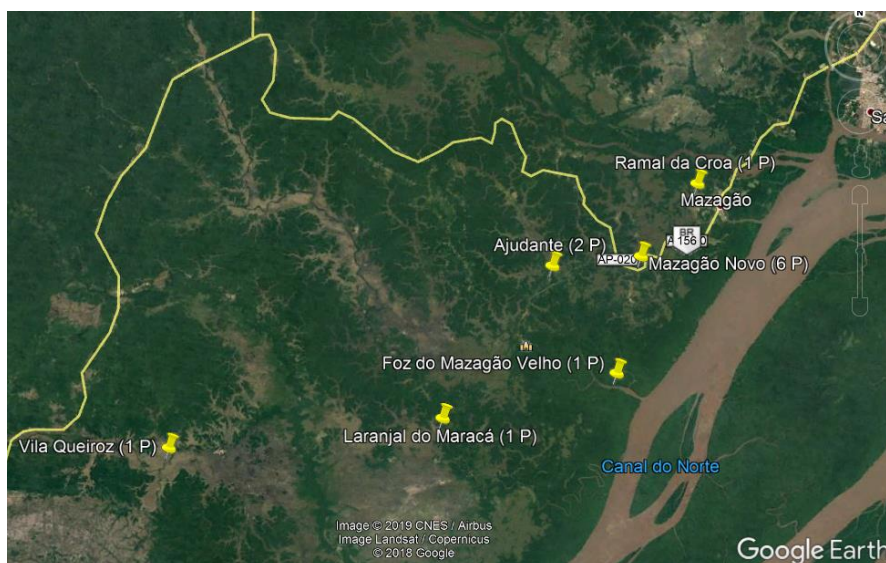 N
Sa
Ramal da Croa (1 P)
Mazagão
BR
156
Ajudante (2 P)
AP-020
Mazagão Novo (6 P)
Foz do Mazagão Velho (1 P)
Laranjal do Maracá (1 P)
Vila Queiroz (1 P)
Canal do Norte
Image © 2019 CNES / Airbus
Image Landsat / Copernicus
© 2018 Google
Google Earth